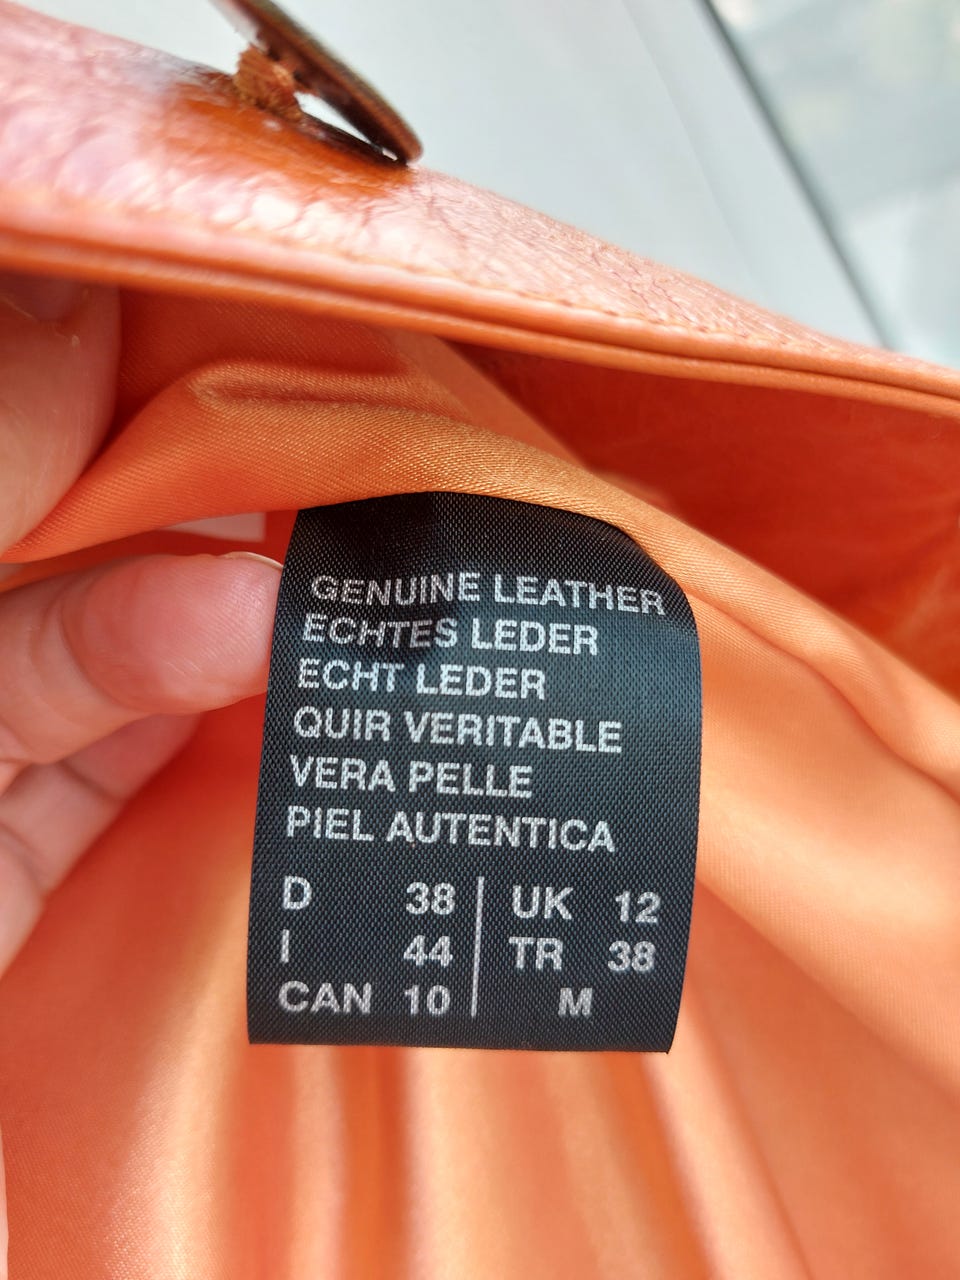 GENUINE LEATHER
ECHTES LEDER
ECHT LEDER
QUIR VERITABLE
VERA PELLE
PIEL AUTENTICA
D 38 | UK 12
I 44 | TR 38
CAN 10 | M